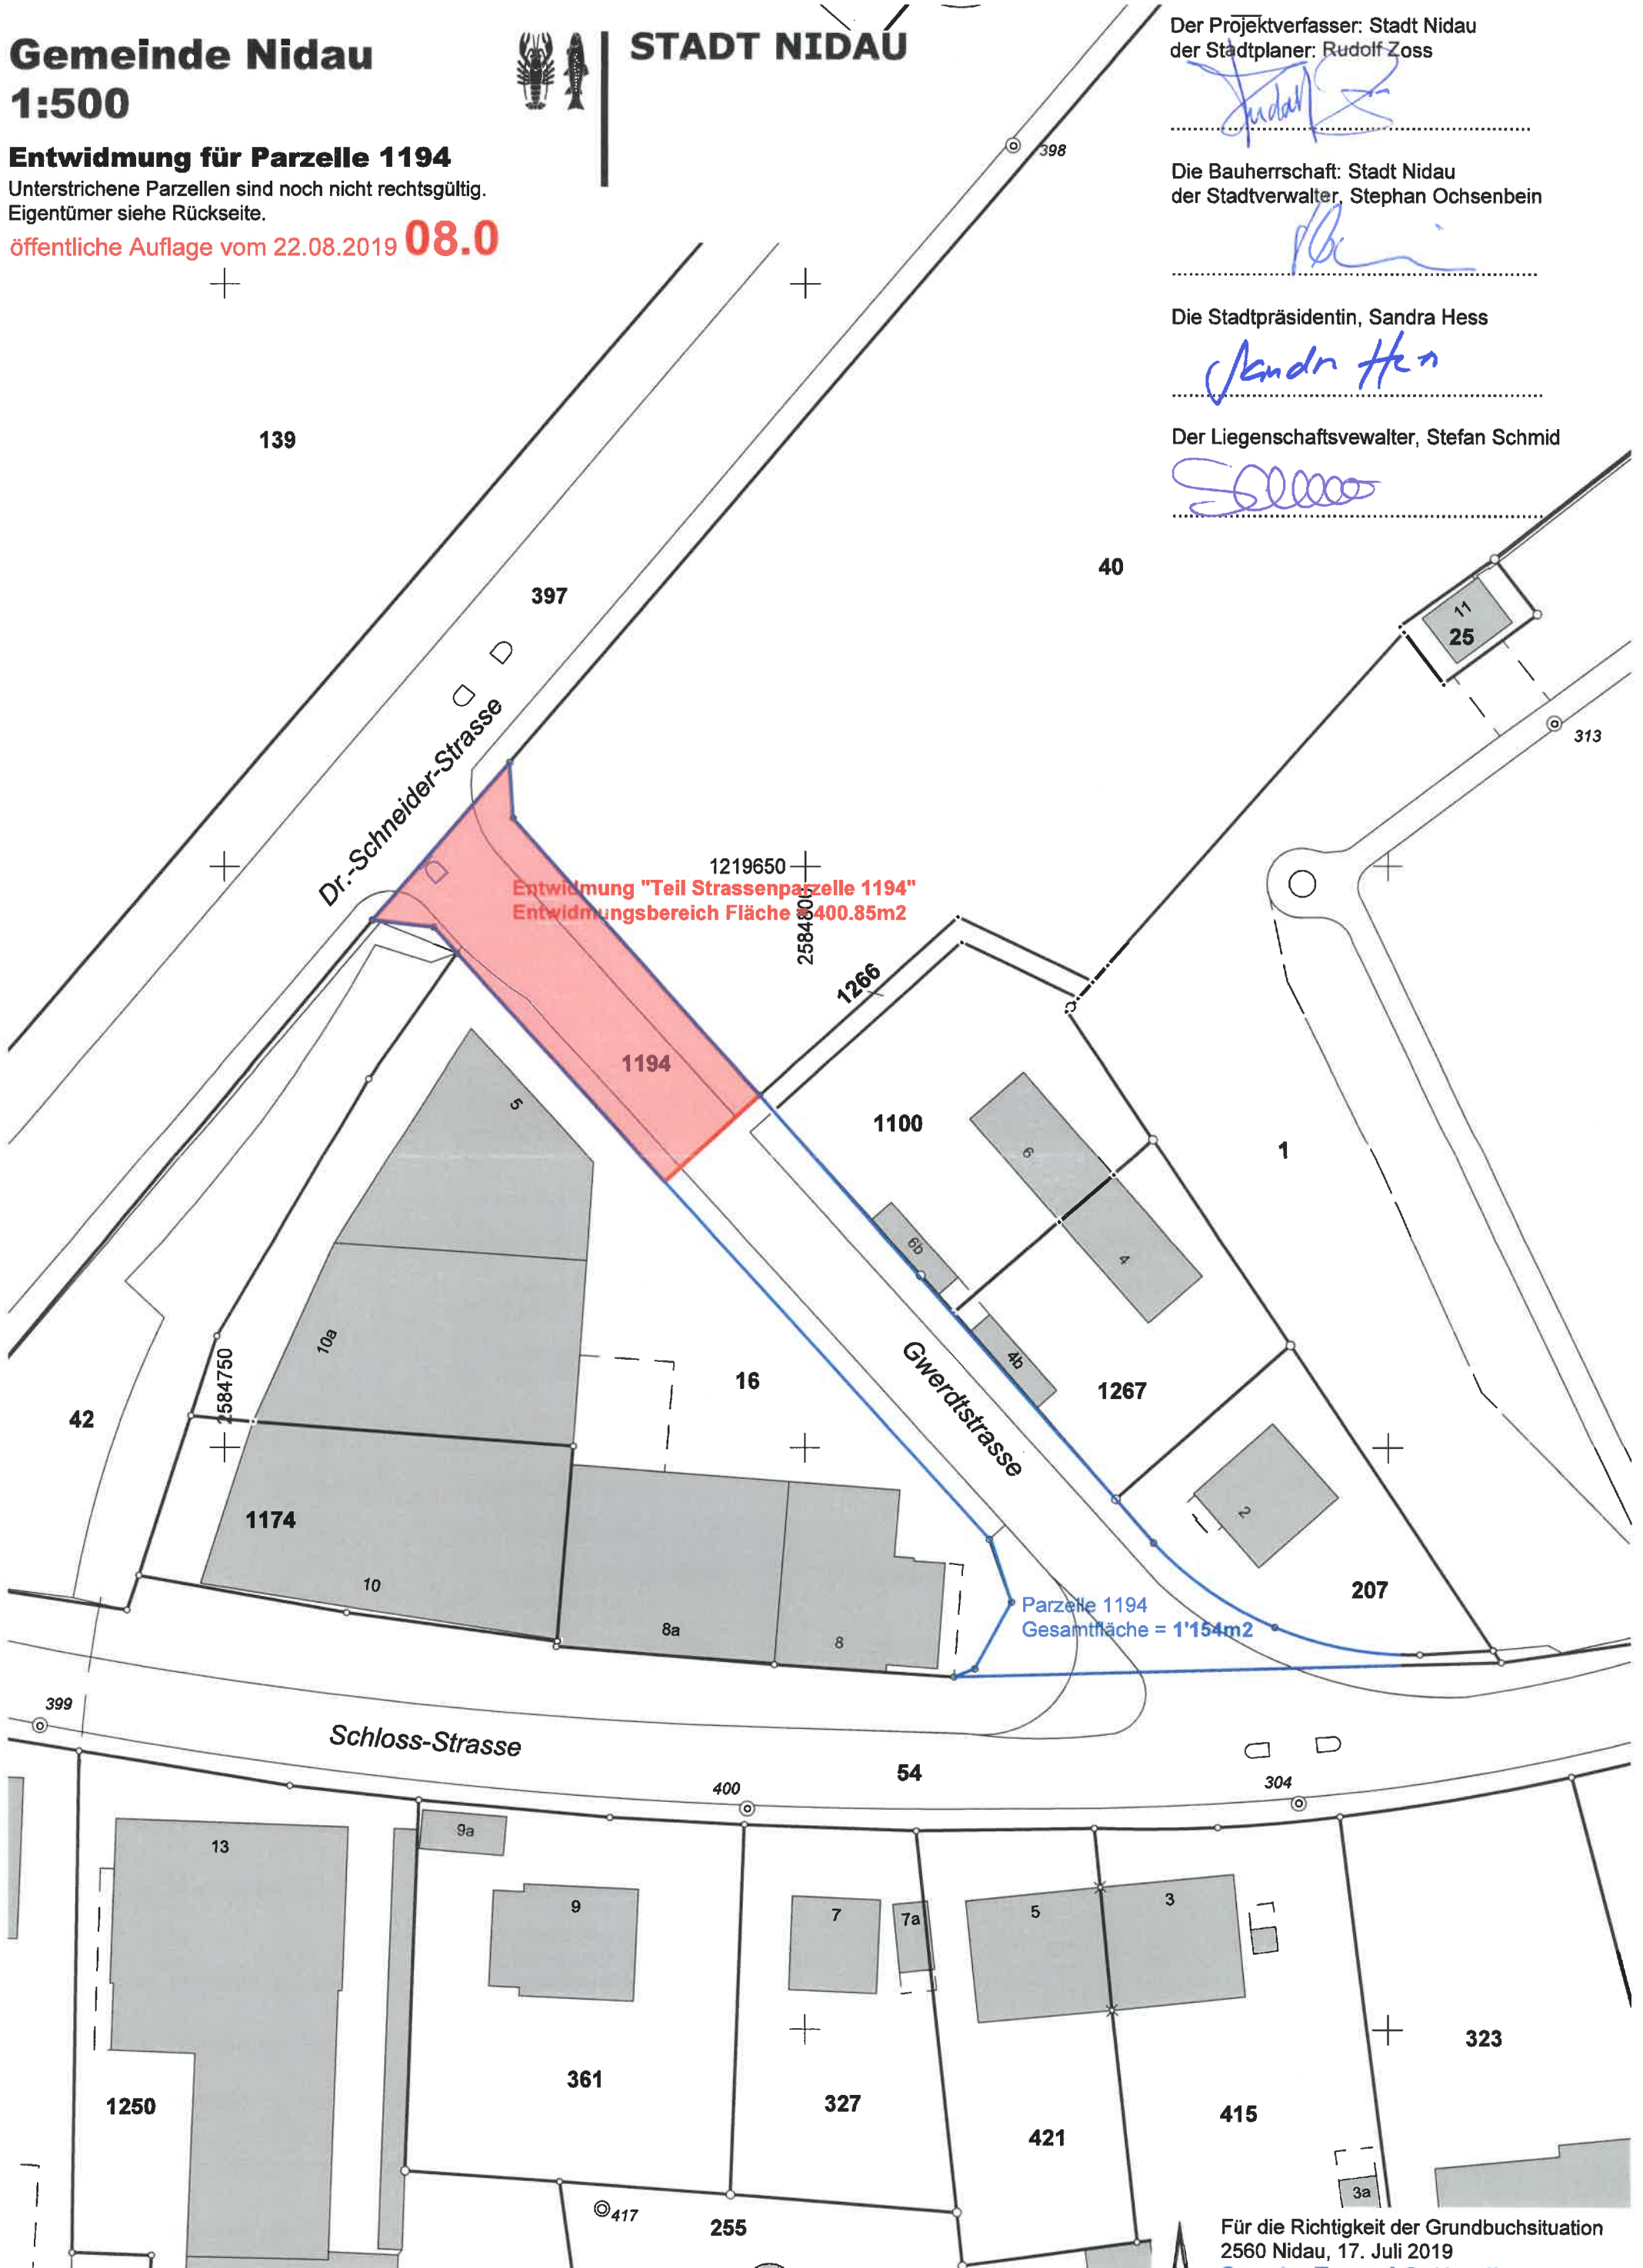 Gemeinde Nidau
1:500
STADT NIDAU
Entwidmung für Parzelle 1194
Unterstrichene Parzellen sind noch nicht rechtsgültig.
Eigentümer siehe Rückseite.
öffentliche Auflage vom 22.08.2019 08.0
Der Projektverfasser: Stadt Nidau
der Stadtplaner: Rudolf Zoss
Die Bauherrschaft: Stadt Nidau
der Stadtverwalter, Stephan Ochsenbein
Die Stadtpräsidentin, Sandra Hess
Der Liegenschaftsvewalter, Stefan Schmid
398
139
397
40
11
25
313
Dr.-Schneider-Strasse
1219650
2584800
Entwidmung "Teil Strassenparzelle 1194"
Entwidmungsbereich Fläche = 400.85m2
1266
1194
5
1100
6
1
4
6b
4b
10a
2584750
16
Gwerdtstrasse
1267
42
1174
2
10
207
8a
8
Parzelle 1194
Gesamtfläche = 1'154m2
399
Schloss-Strasse
54
400
304
13
9a
9
7
7a
5
3
323
361
1250
327
415
421
3a
417
255
Für die Richtigkeit der Grundbuchsituation
2560 Nidau, 17. Juli 2019